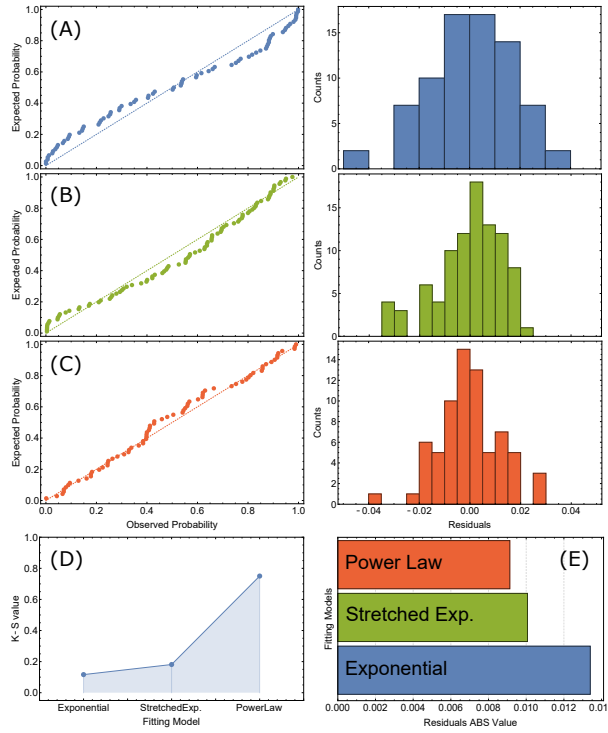 (A)
Expected Probability
1.0
0.8
0.6
0.4
0.2
0.0
Counts
15
10
5
0
(B)
Expected Probability
1.0
0.8
0.6
0.4
0.2
0.0
Counts
15
10
5
0
(C)
Expected Probability
1.0
0.8
0.6
0.4
0.2
0.0
0.0 0.2 0.4 0.6 0.8 1.0
Observed Probability
Counts
14
12
10
8
6
4
2
0
-0.04 -0.02 0.00 0.02 0.04
Residuals
(D)
K-S value
0.8
0.6
0.4
0.2
0.0
Exponential StretchedExp. PowerLaw
Fitting Model
(E)
Fitting Models
Power Law
Stretched Exp.
Exponential
0.000 0.002 0.004 0.006 0.008 0.010 0.012 0.014
Residuals ABS Value